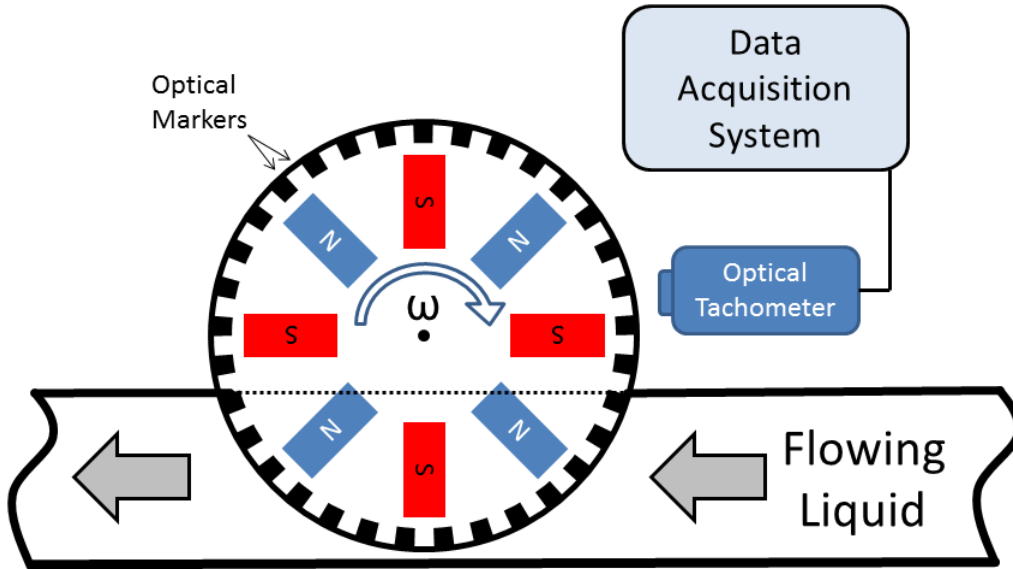 Optical
Markers
Data
Acquisition
System
S
N
N
ω
S
S
Optical
Tachometer
N
N
S
Flowing
Liquid